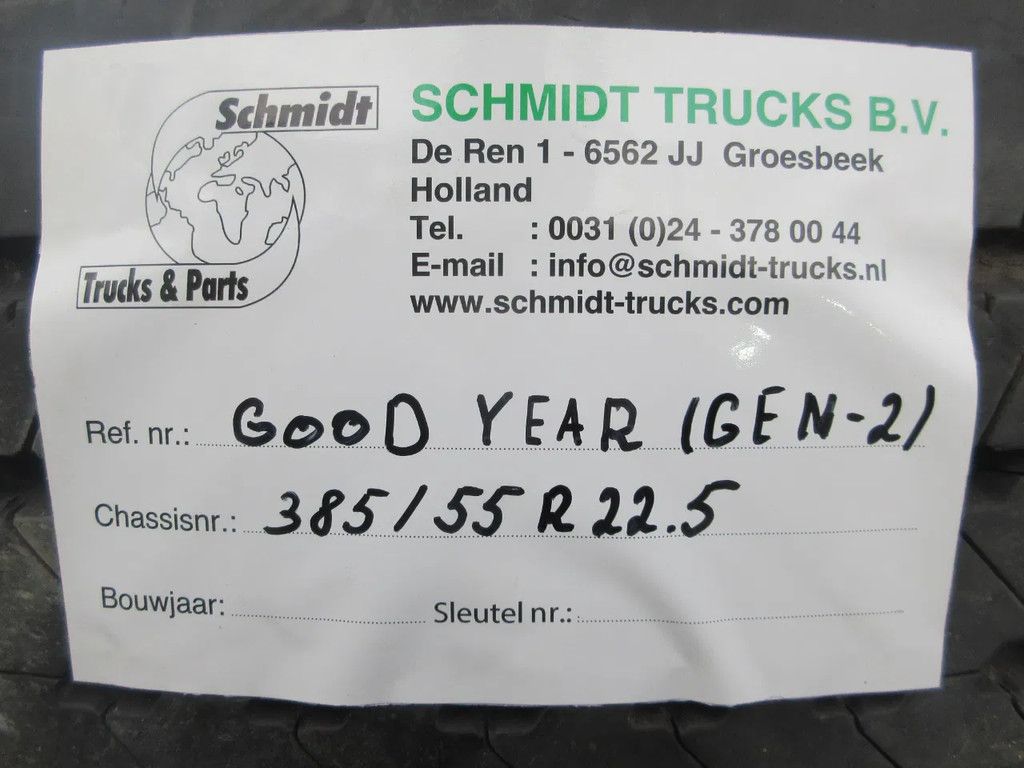 Schmidt
Trucks & Parts
SCHMIDT TRUCKS B.V.
De Ren 1 - 6562 JJ Groesbeek
Holland
Tel. : 0031 (0)24 - 378 00 44
E-mail : info@schmidt-trucks.nl
www.schmidt-trucks.com
Ref. nr.: GOOD YEAR (GEN-2)
Chassisnr.: 385/55 R 22.5
Bouwjaar: Sleutel nr.: